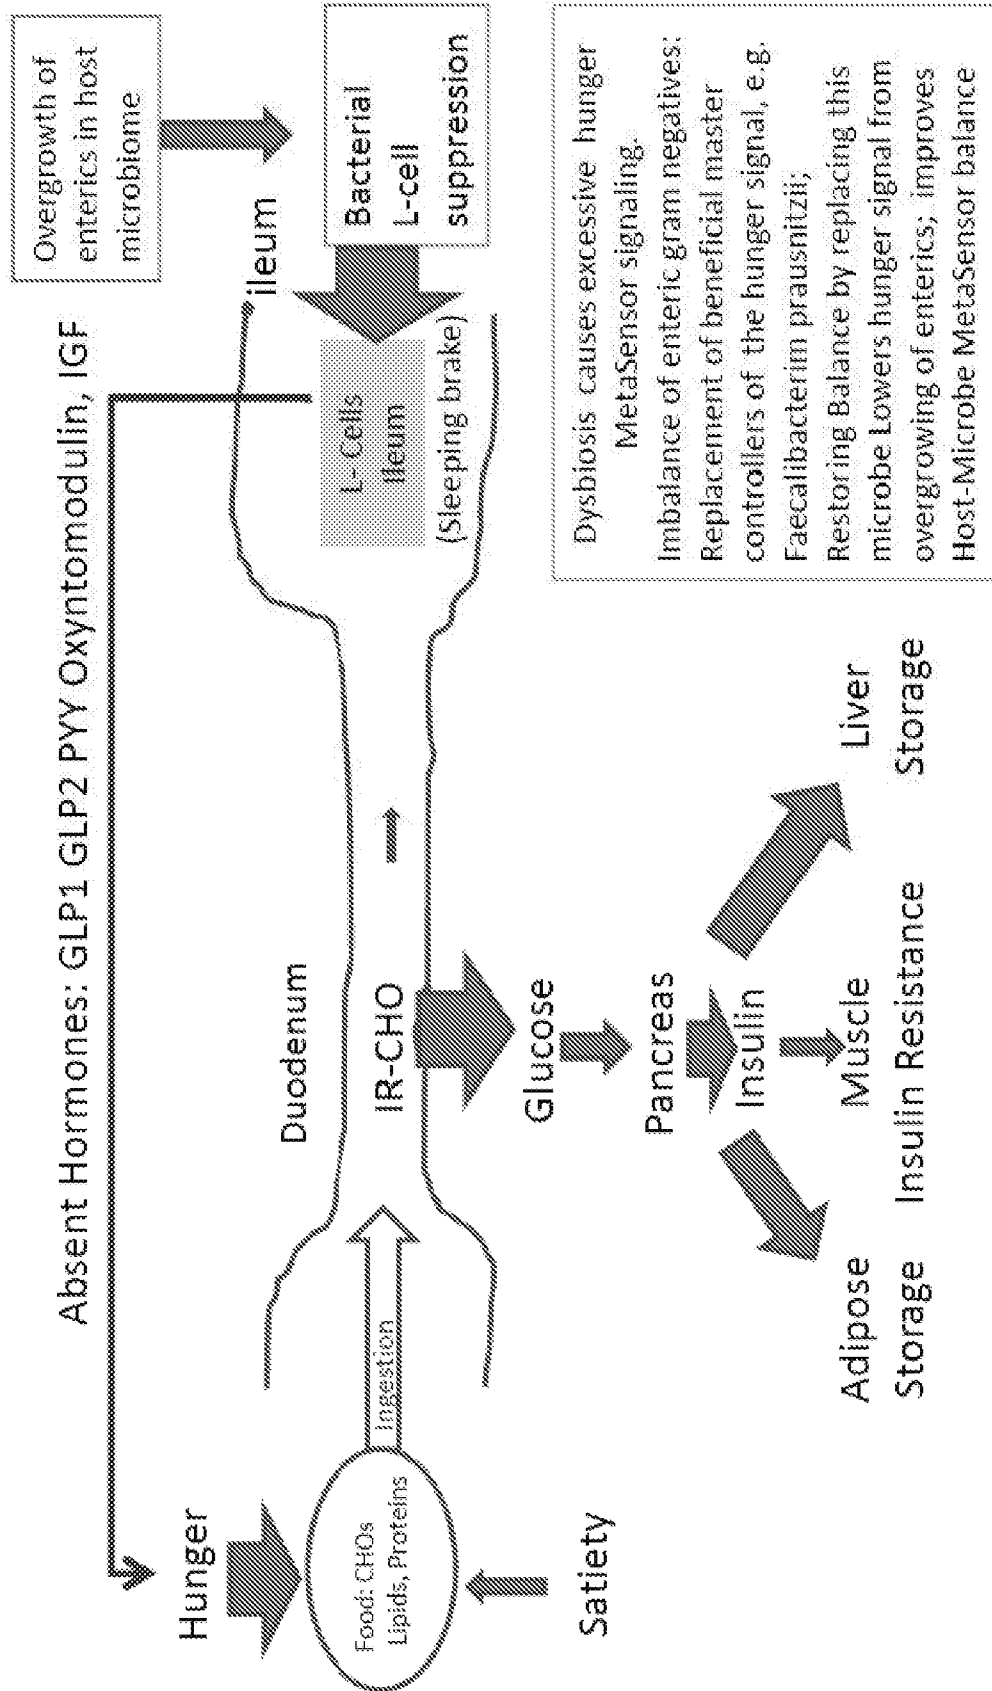 Absent Hormones: GLP1 GLP2 PYY Oxyntomodulin, IGF
Overgrowth of
enterics in host
microbiome
Hunger
Duodenum
ileum
Food: CHOs
Lipids, Proteins
Ingestion
IR-CHO
L- Cells
Ileum
(Sleeping brake)
Bacterial
L-cell
suppression
Satiety
Glucose
Pancreas
Insulin
Adipose
Storage
Muscle
Insulin Resistance
Liver
Storage
Dysbiosis causes excessive hunger
MetaSensor signaling.
Imbalance of enteric gram negatives:
Replacement of beneficial master
controllers of the hunger signal, e.g.
Faecalibacterim prausnitzii;
Restoring Balance by replacing this
microbe Lowers hunger signal from
overgrowing of enterics; improves
Host-Microbe MetaSensor balance